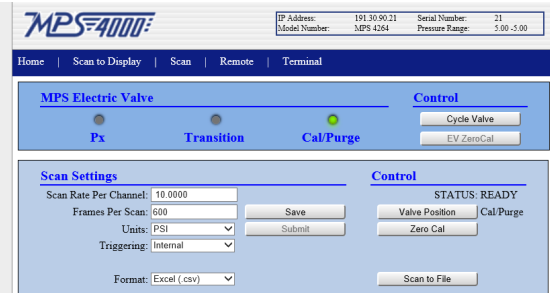 MPS-4000:
IP Address: 191.30.90.21 Serial Number: 21
Model Number: MPS 4264 Pressure Range: 5.00 -5.00
Home | Scan to Display | Scan | Remote | Terminal
MPS Electric Valve Control
Cycle Valve
Px Transition Cal/Purge EV ZeroCal
Scan Settings Control
Scan Rate Per Channel: 10.0000 STATUS: READY
Frames Per Scan: 600 Save Valve Position Cal/Purge
Units: PSI Submit Zero Cal
Triggering: Internal
Format: Excel (.csv) Scan to File